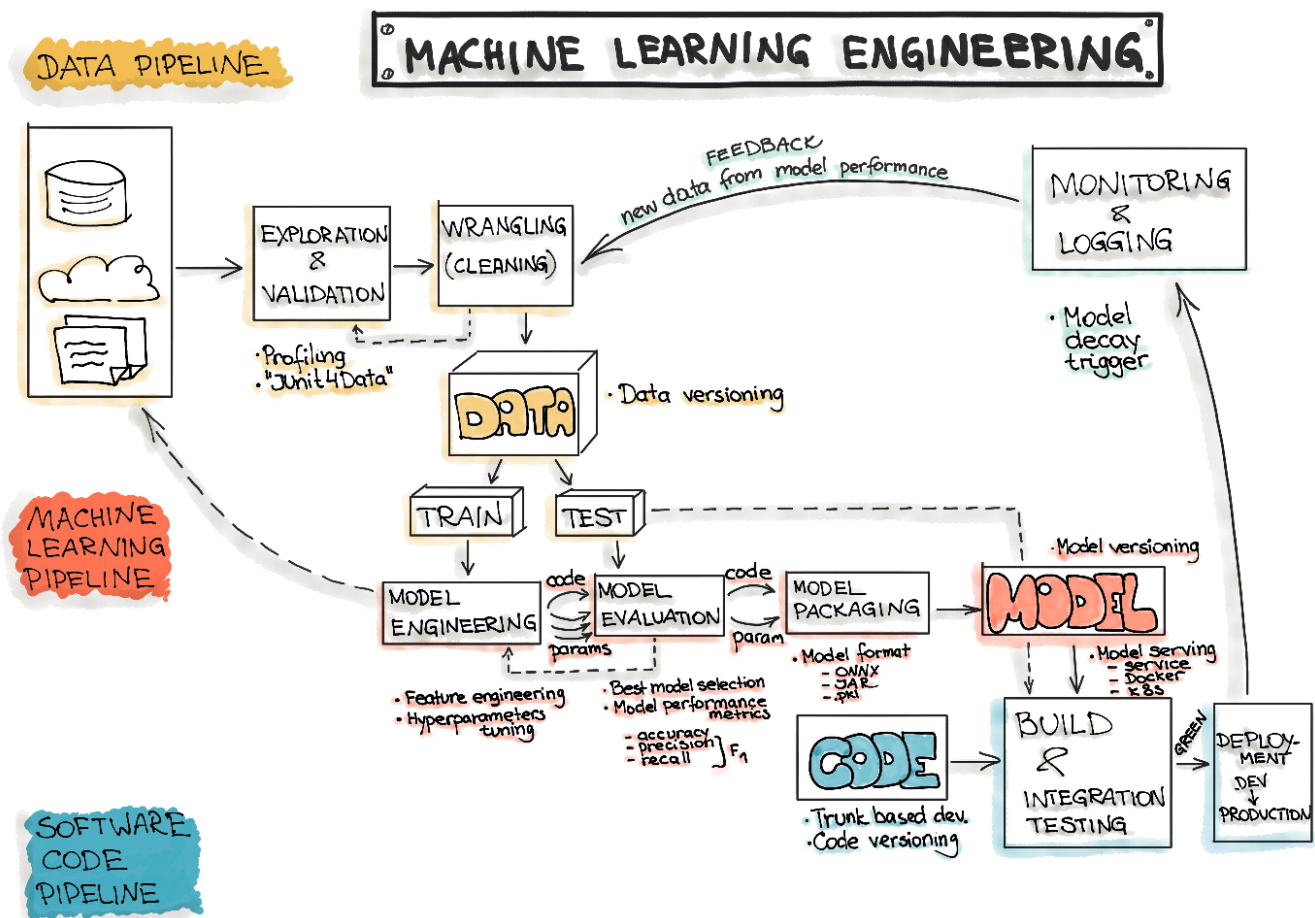 DATA PIPELINE
MACHINE LEARNING ENGINEERING
FEEDBACK
new data from model performance
MONITORING
&
LOGGING
• Model
decay
trigger
EXPLORATION
&
VALIDATION
• Profiling
• "JUnit4Data"
WRANGLING
(CLEANING)
DATA
• Data versioning
TRAIN
TEST
MACHINE
LEARNING
PIPELINE
MODEL
ENGINEERING
code
params
MODEL
EVALUATION
code
param
MODEL
PACKAGING
• Model versioning
MODEL
• Feature engineering
• Hyperparameters
tuning
• Best model selection
• Model performance
metrics
- accuracy
- precision
- recall
F1
• Model format
- ONNX
- JAR
- .pkl
• Model serving
- service
- Docker
- K8S
CODE
• Trunk based dev.
• Code versioning
BUILD
&
INTEGRATION
TESTING
GREEN
DEPLOY-
MENT
DEV
PRODUCTION
SOFTWARE
CODE
PIPELINE